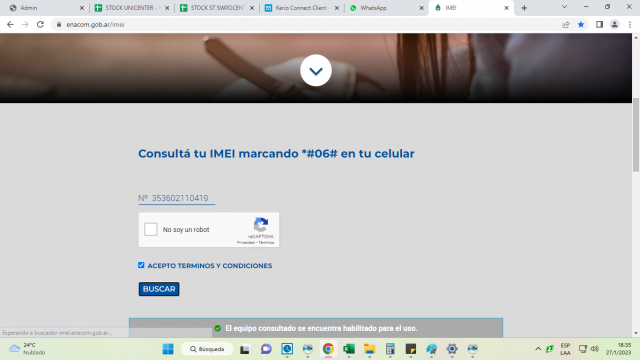 Admin
STOCK UNICENTER -
STOCK ST SWPOCENT
Kerio Connect Client
WhatsApp
IMEI
enacom.gob.ar/imei
Consultá tu IMEI marcando *#06# en tu celular
Nº 353602110419
No soy un robot
reCAPTCHA
Privacidad - Términos
ACEPTO TERMINOS Y CONDICIONES
BUSCAR
El equipo consultado se encuentra habilitado para el uso.
Esperando a buscador-imei.enacom.gob.ar...
24°C
Nublado
Búsqueda
ESP
LAA
18:35
27/1/2023